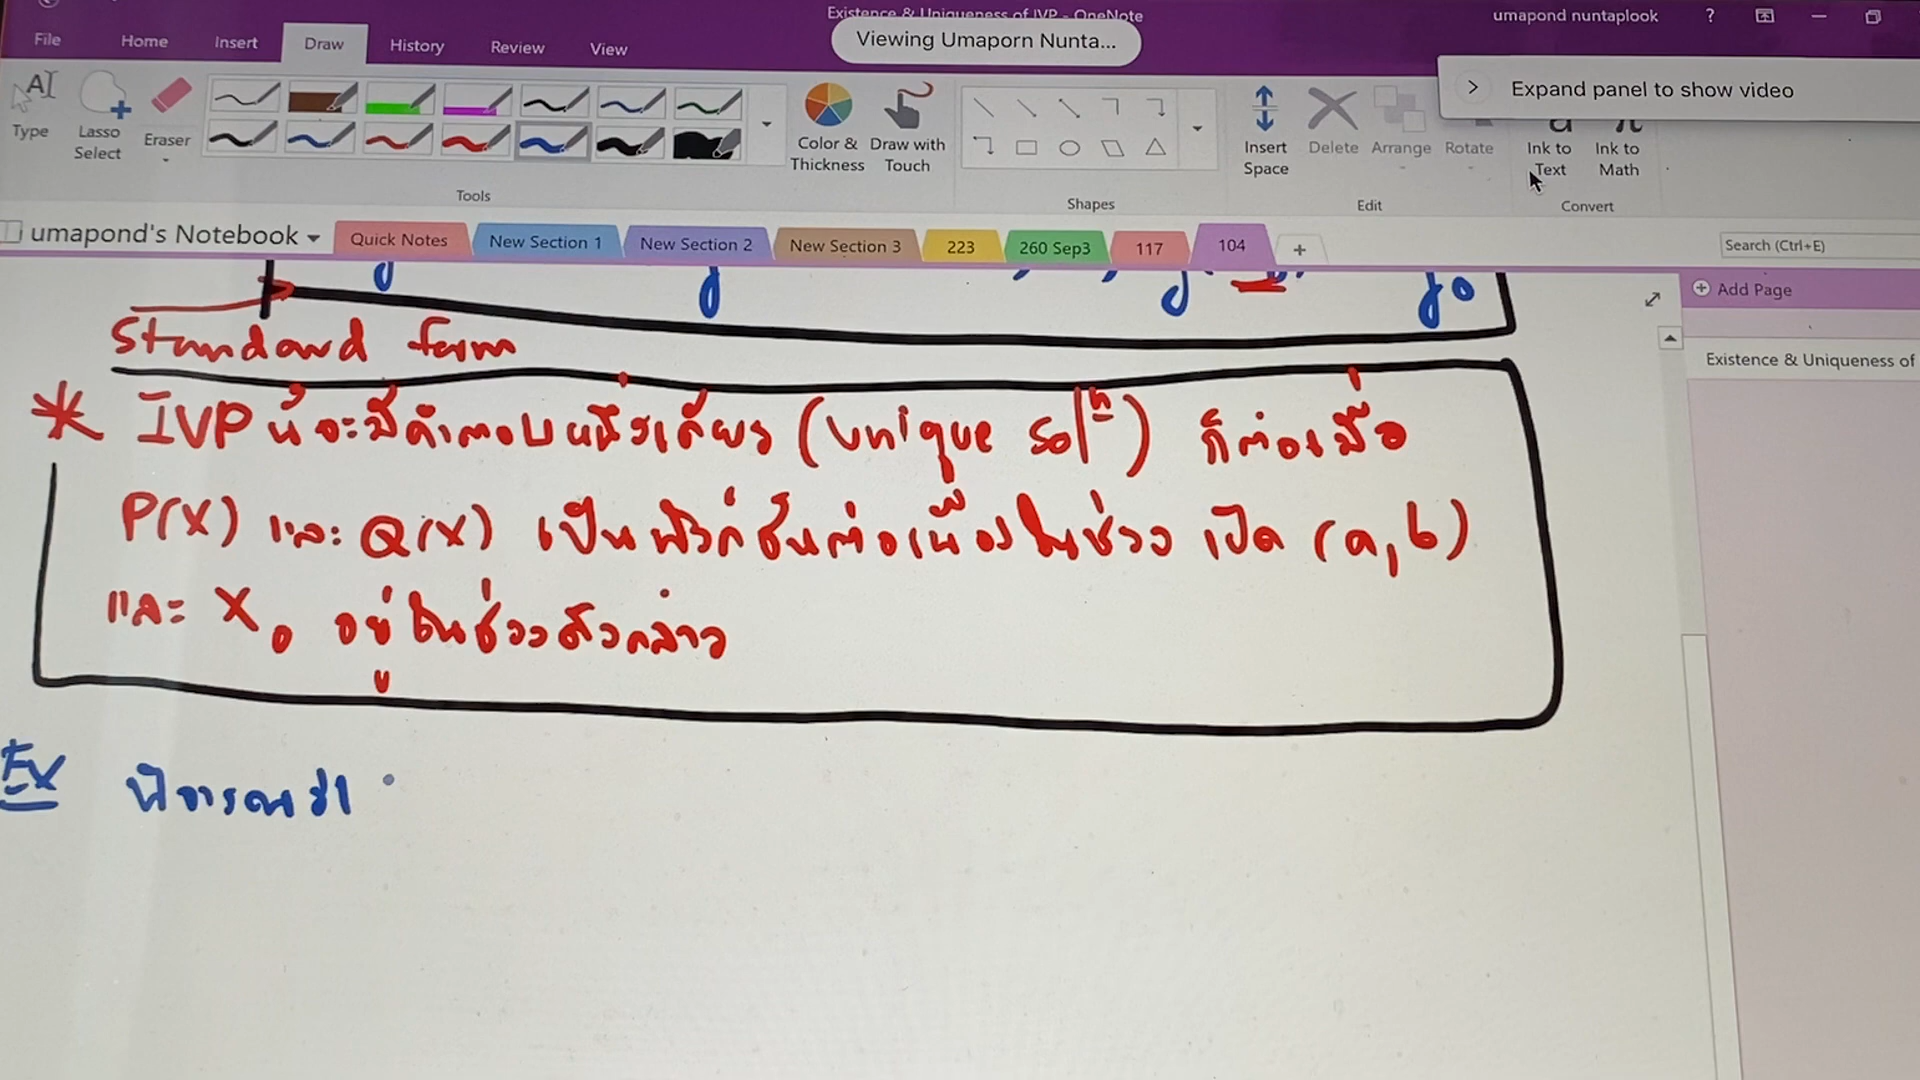 Existence & Uniqueness of IVP - OneNote
umapond nuntaplook
?
Viewing Umaporn Nunta...
File Home Insert Draw History Review View
Expand panel to show video
Type
Lasso Select
Eraser
Color & Thickness
Draw with Touch
Insert Space
Delete
Arrange
Rotate
Ink to Text
Ink to Math
Tools
Shapes
Edit
Convert
umapond's Notebook
Quick Notes
New Section 1
New Section 2
New Section 3
223
260 Sep3
117
104
+
Search (Ctrl+E)
Add Page
Existence & Uniqueness of
Standard form
* IVP นี้จะมีคำตอบหนึ่งเดียว (unique solⁿ) ก็ต่อเมื่อ
P(x) และ Q(x) เป็นฟังก์ชันต่อเนื่องในช่วง เปิด (a, b)
และ x₀ อยู่ในช่วงดังกล่าว
Ex พิจารณาว่า